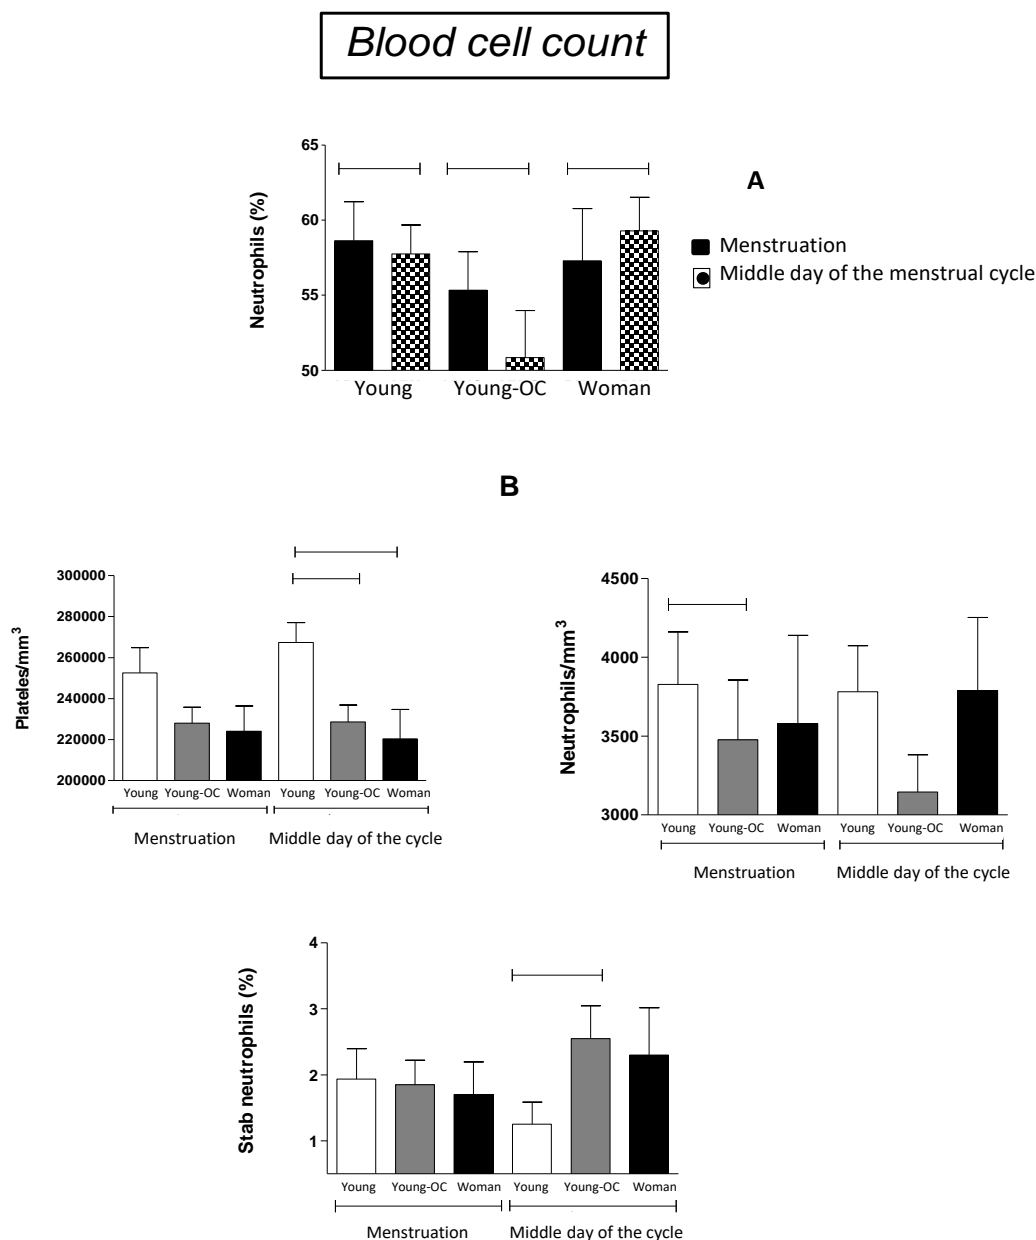 Blood cell count
A
Neutrophils (%)
65
60
55
50
Young Young-OC Woman
Menstruation
Middle day of the menstrual cycle
B
Plateles/mm³
300000
280000
260000
240000
220000
200000
Young Young-OC Woman Young Young-OC Woman
Menstruation Middle day of the cycle
Neutrophils/mm³
4500
4000
3500
3000
Young Young-OC Woman Young Young-OC Woman
Menstruation Middle day of the cycle
Stab neutrophils (%)
4
3
2
1
Young Young-OC Woman Young Young-OC Woman
Menstruation Middle day of the cycle